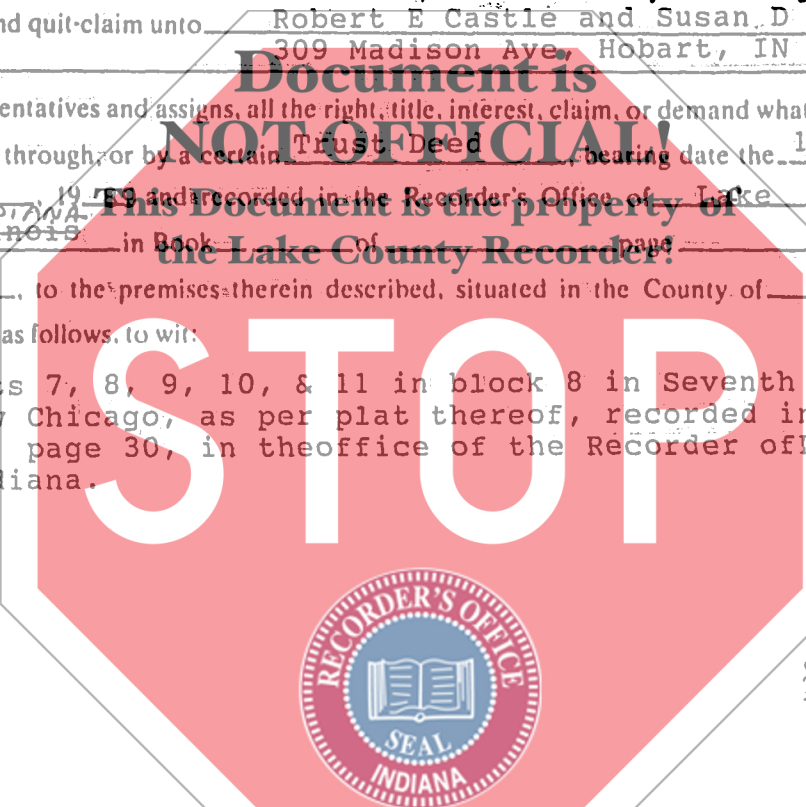 nd quit-claim unto Robert E Castle and Susan D
309 Madison Ave, Hobart, IN
Document is
entatives and assigns, all the right, title, interest, claim, or demand what
NOT OFFICIAL!
through, or by a certain Trust Deed, bearing date the 1
, 19 and recorded in the Recorder's Office of Lake
This Document is the property of
in Book of page
the Lake County Recorder!
, to the premises therein described, situated in the County of
as follows, to wit:
STOP
s 7, 8, 9, 10, & 11 in block 8 in Seventh
w Chicago, as per plat thereof, recorded in
page 30, in theoffice of the Recorder off
diana.
RECORDER'S OFFICE
SEAL
INDIANA